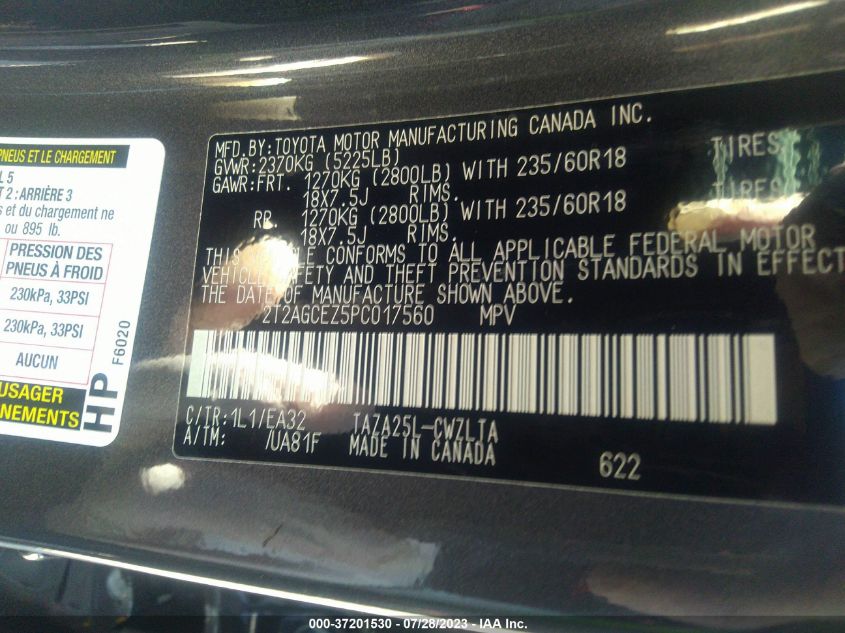 PNEUS ET LE CHARGEMENT
L 5
T 2 : ARRIÈRE 3
s et du chargement ne
ou 895 lb.
PRESSION DES
PNEUS À FROID
230kPa, 33PSI
230kPa, 33PSI
AUCUN
USAGER
NEMENTS
HP
F6020
MFD.BY:TOYOTA MOTOR MANUFACTURING CANADA INC.
GVWR:2370KG (5225LB)
GAWR:FRT. 1270KG (2800LB) WITH 235/60R18 TIRES
18X7.5J RIMS.
RR 1270KG (2800LB) WITH 235/60R18 TIRES
18X7.5J RIMS.
THIS VEHICLE CONFORMS TO ALL APPLICABLE FEDERAL MOTOR
VEHICLE SAFETY AND THEFT PREVENTION STANDARDS IN EFFECT
THE DATE OF MANUFACTURE SHOWN ABOVE.
2T2AGCEZ5PC017560 MPV
C/TR:1L1/EA32 TAZA25L-CWZLTA
A/TM: /UA81F MADE IN CANADA
622
000-37201530 - 07/28/2023 - IAA Inc.